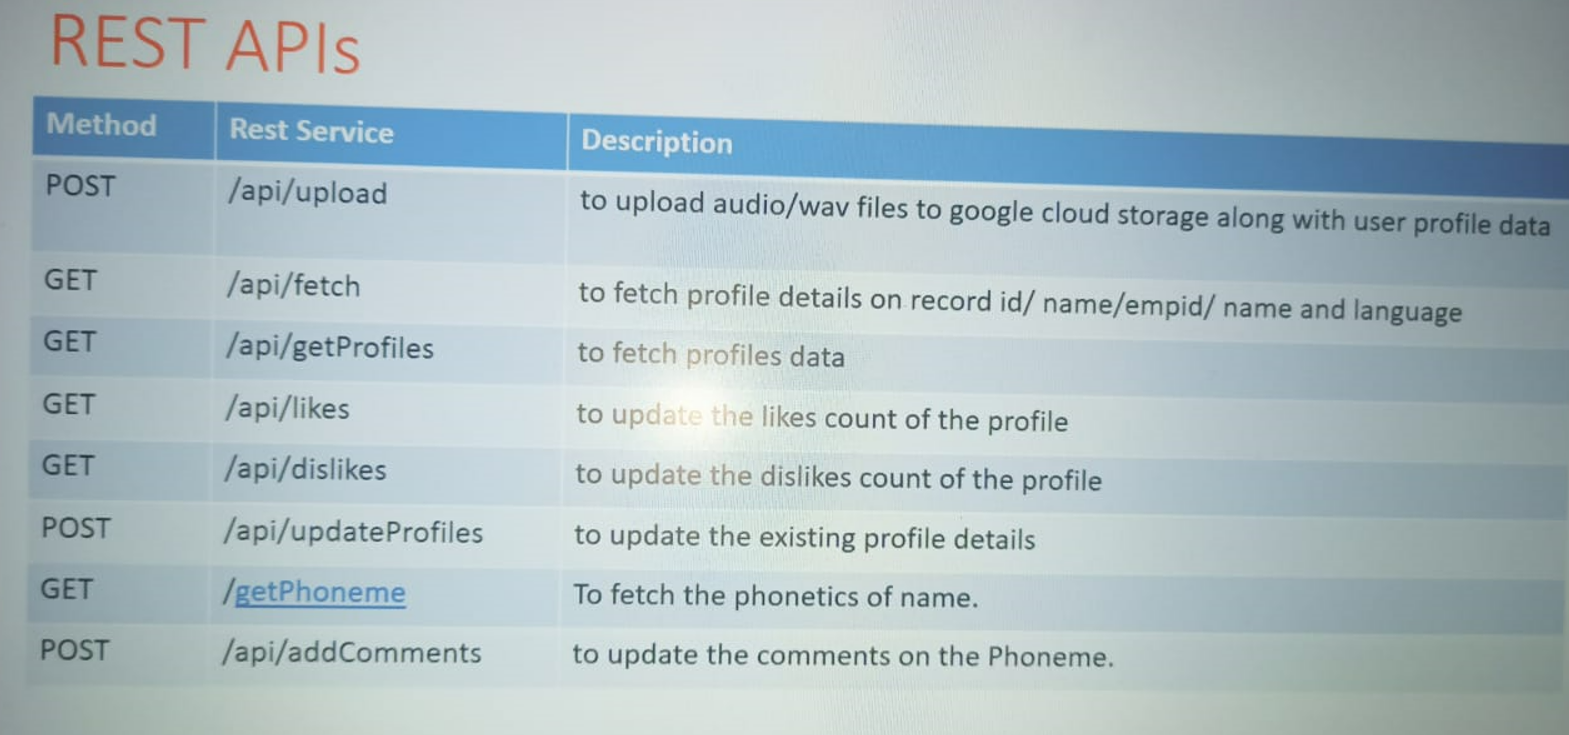 REST APIs
Method Rest Service Description
POST /api/upload to upload audio/wav files to google cloud storage along with user profile data
GET /api/fetch to fetch profile details on record id/ name/empid/ name and language
GET /api/getProfiles to fetch profiles data
GET /api/likes to update the likes count of the profile
GET /api/dislikes to update the dislikes count of the profile
POST /api/updateProfiles to update the existing profile details
GET /getPhoneme To fetch the phonetics of name.
POST /api/addComments to update the comments on the Phoneme.